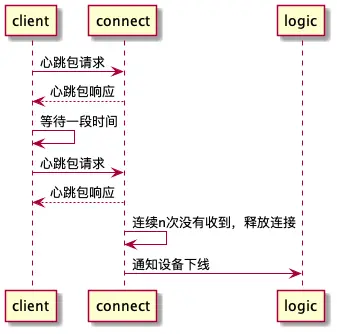 client connect logic
心跳包请求
心跳包响应
等待一段时间
心跳包请求
心跳包响应
连续n次没有收到，释放连接
通知设备下线
client connect logic